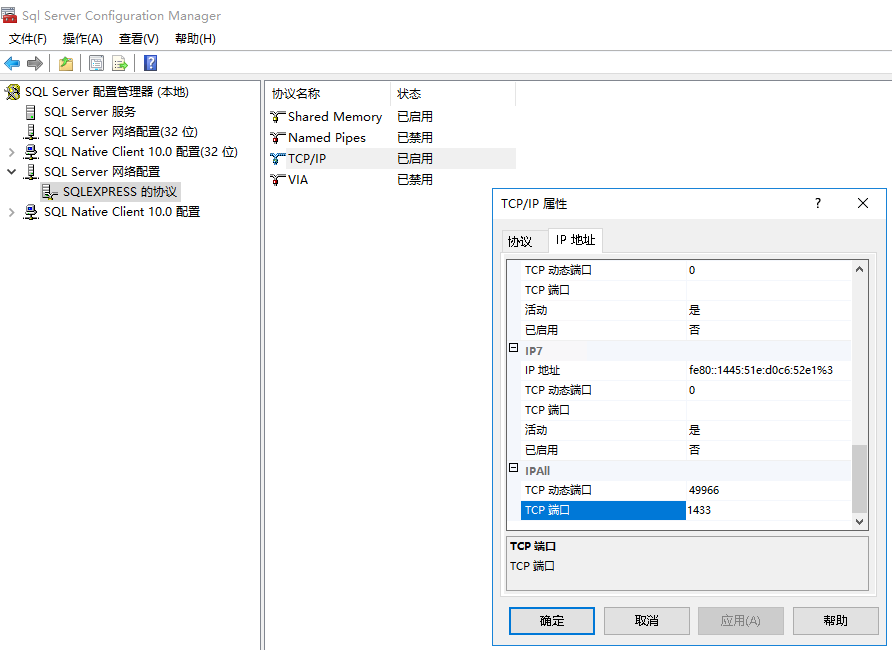 Sql Server Configuration Manager
文件(F) 操作(A) 查看(V) 帮助(H)
SQL Server 配置管理器 (本地)
SQL Server 服务
SQL Server 网络配置(32 位)
SQL Native Client 10.0 配置(32 位)
SQL Server 网络配置
SQLEXPRESS 的协议
SQL Native Client 10.0 配置
协议名称 状态
Shared Memory 已启用
Named Pipes 已禁用
TCP/IP 已启用
VIA 已禁用
TCP/IP 属性
协议 IP 地址
TCP 动态端口 0
TCP 端口
活动 是
已启用 否
IP7
IP 地址 fe80::1445:51e:d0c6:52e1%3
TCP 动态端口 0
TCP 端口
活动 是
已启用 否
IPAll
TCP 动态端口 49966
TCP 端口 1433
TCP 端口
TCP 端口
确定 取消 应用(A) 帮助